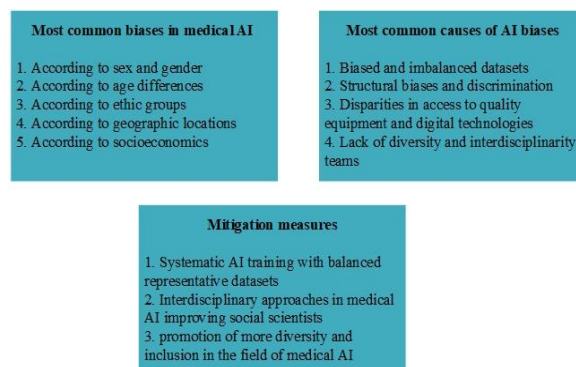 Most common biases in medica1AI
1. According to sex and gender
2. According to age differences
3. According to ethic groups
4. According to geographic locations
5. According to socioeconomics
Most common causes of AI biases
1. Biased and imbalanced datasets
2. Structural biases and discrimination
3. Disparities in access to quality
equipment and digital technologies
4. Lack of diversity and interdisciplinarity
teams
Mitigation measures
1. Systematic AI training with balanced
representative datasets
2. Interdisciplinary approaches in medical
AI improving social scientists
3. promotion of more diversity and
inclusion in the field of medical AI